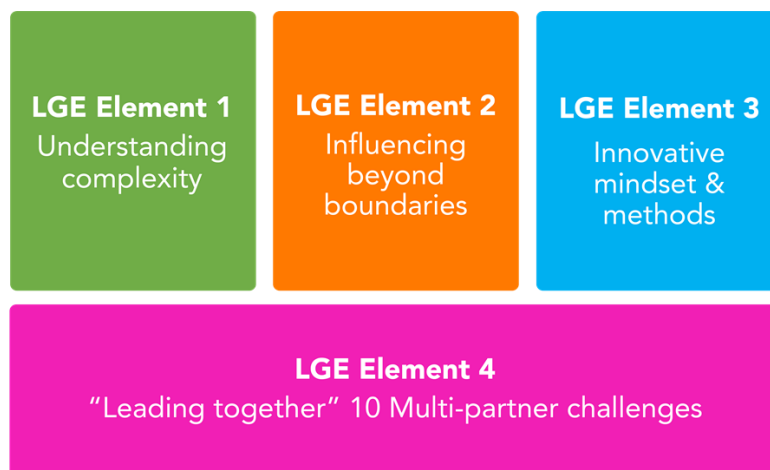 LGE Element 1
Understanding
complexity
LGE Element 2
Influencing
beyond
boundaries
LGE Element 3
Innovative
mindset &
methods
LGE Element 4
“Leading together” 10 Multi-partner challenges